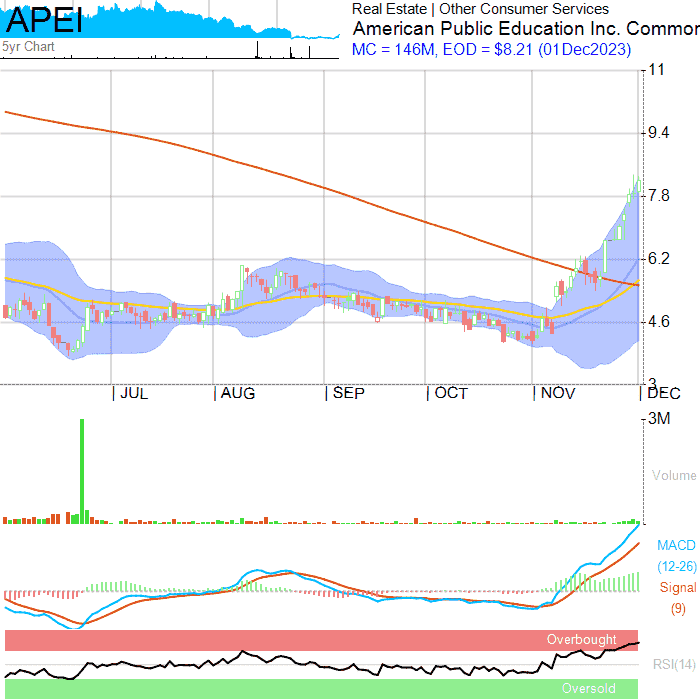 APEI
5yr Chart
Real Estate | Other Consumer Services
American Public Education Inc. Common
MC = 146M, EOD = $8.21 (01Dec2023)
11
9.4
7.8
6.2
4.6
3
JUL
AUG
SEP
OCT
NOV
DEC
3M
Volume
MACD
(12-26)
Signal
(9)
Overbought
RSI(14)
Oversold